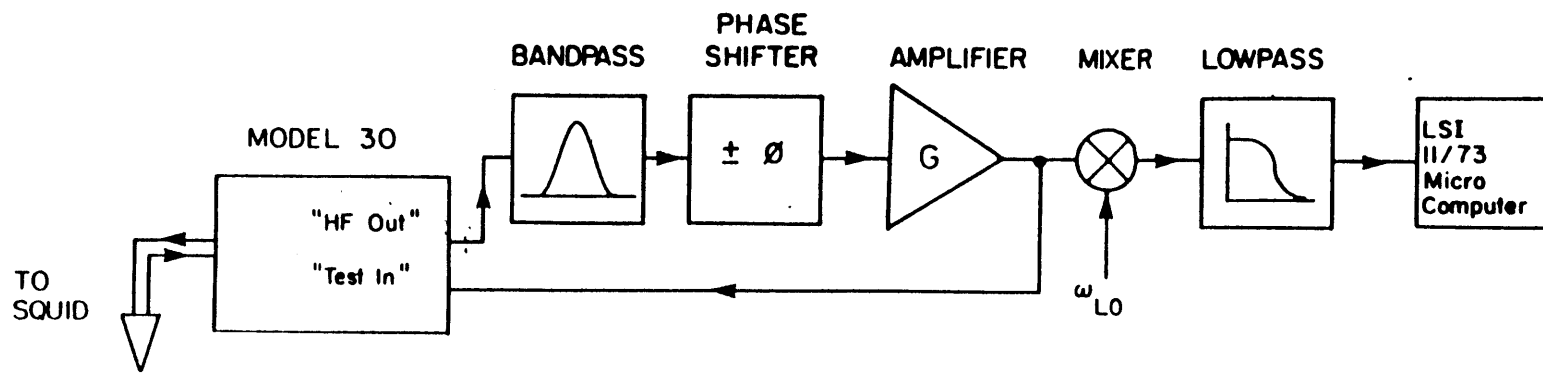 BANDPASS
PHASE
SHIFTER
AMPLIFIER
MIXER
LOWPASS
MODEL 30
"HF Out"
"Test In"
± Ø
G
LSI
11/73
Micro
Computer
TO
SQUID
ωLO